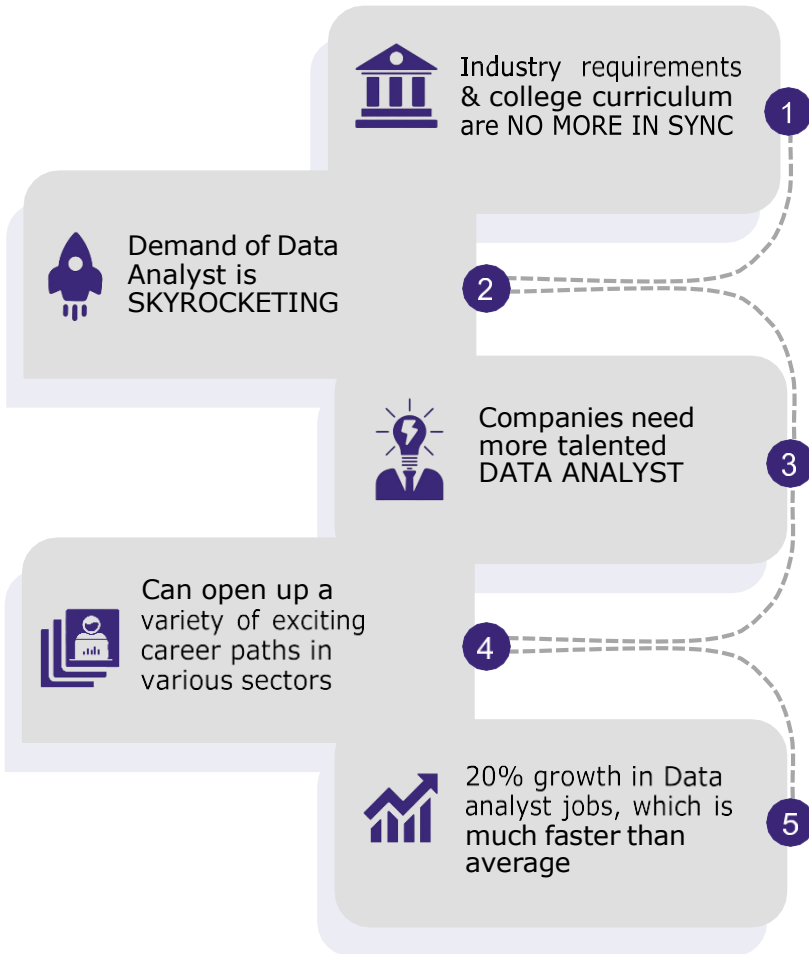 Industry requirements
& college curriculum
are NO MORE IN SYNC
1
Demand of Data
Analyst is
SKYROCKETING
2
Companies need
more talented
DATA ANALYST
3
Can open up a
variety of exciting
career paths in
various sectors
4
20% growth in Data
analyst jobs, which is
much faster than
average
5